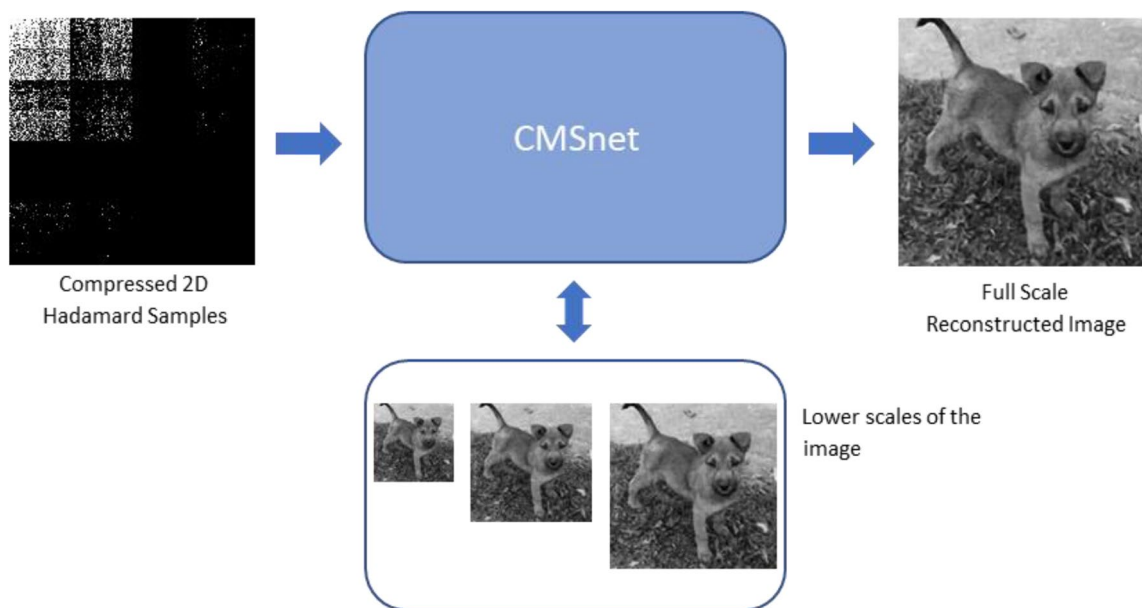 CMSnet
Compressed 2D
Hadamard Samples
Full Scale
Reconstructed Image
Lower scales of the
image